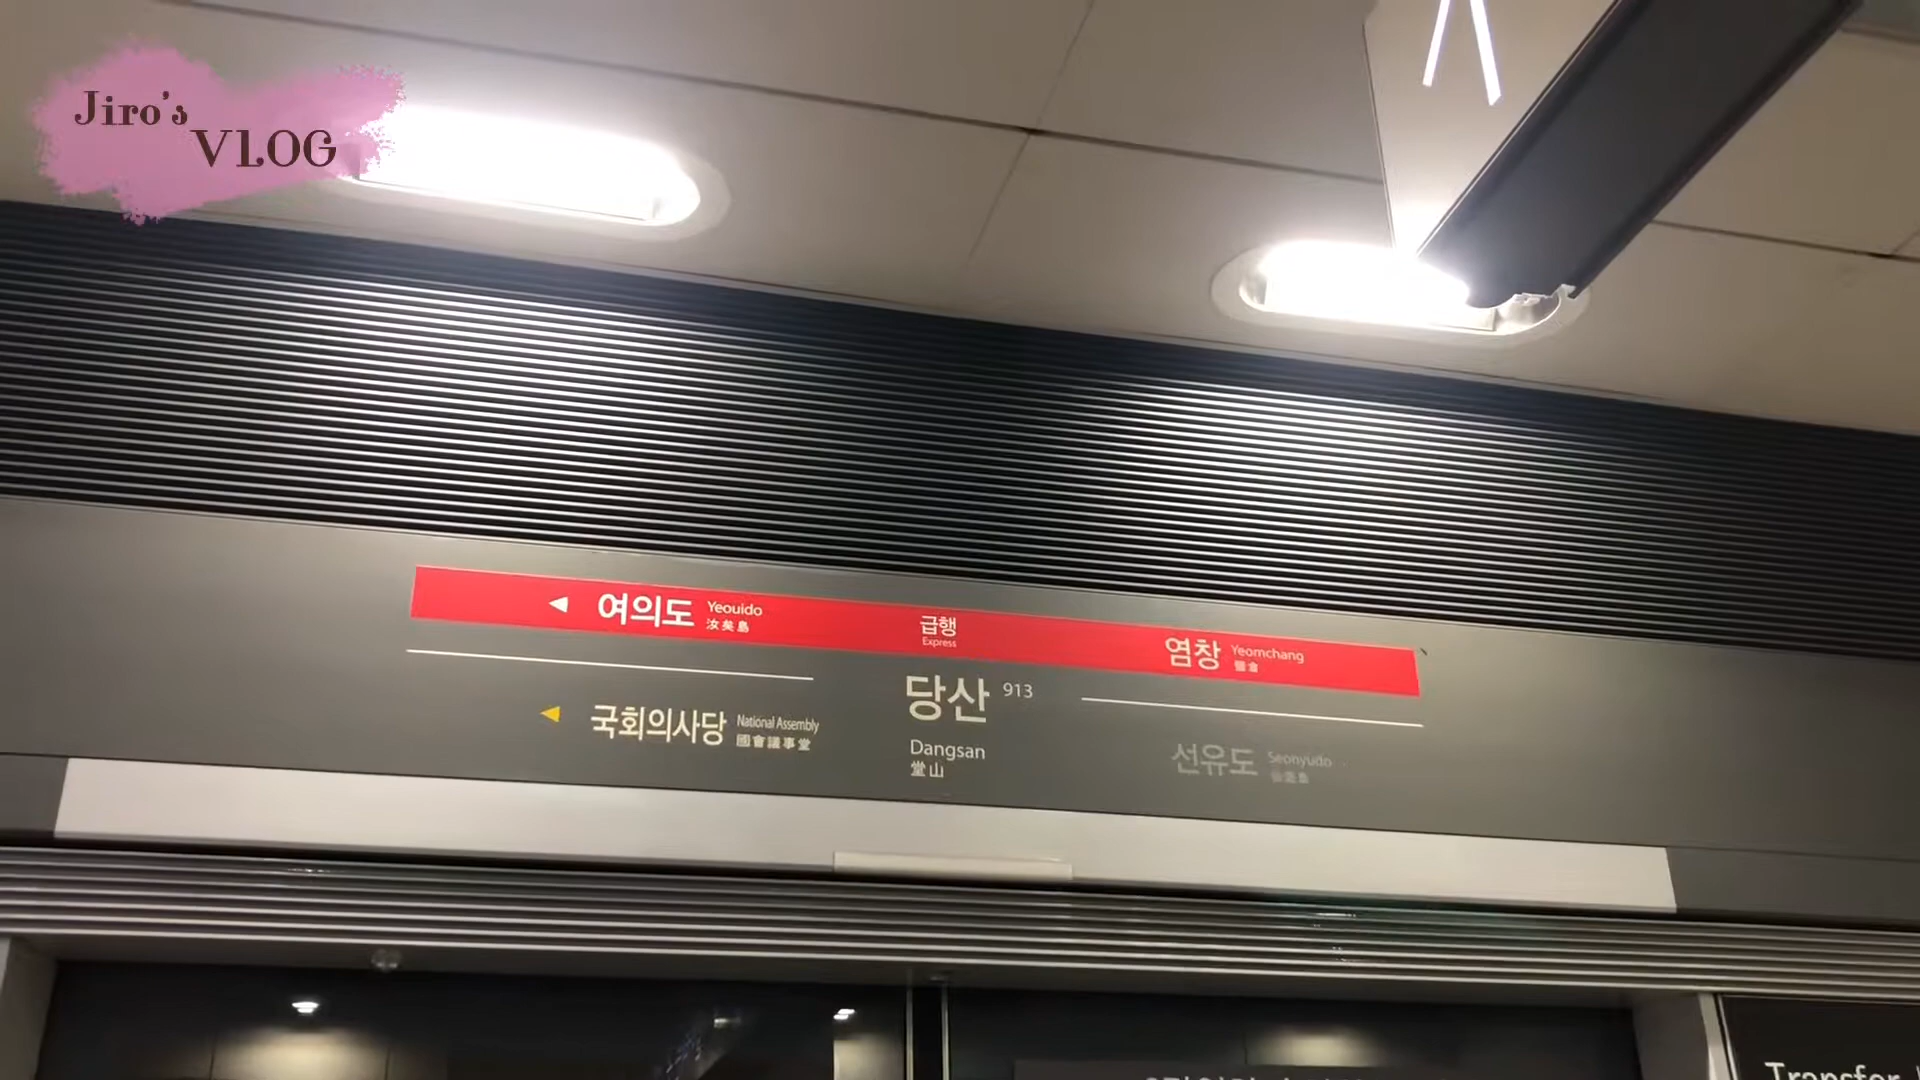 Jiro's
VLOG
◀ 여의도 Yeouido
汝矣島
급행
Express
염창 Yeomchang
당산 913
Dangsan
堂山
◀ 국회의사당 National Assembly
國會議事堂
선유도 Seonyudo
Transfer